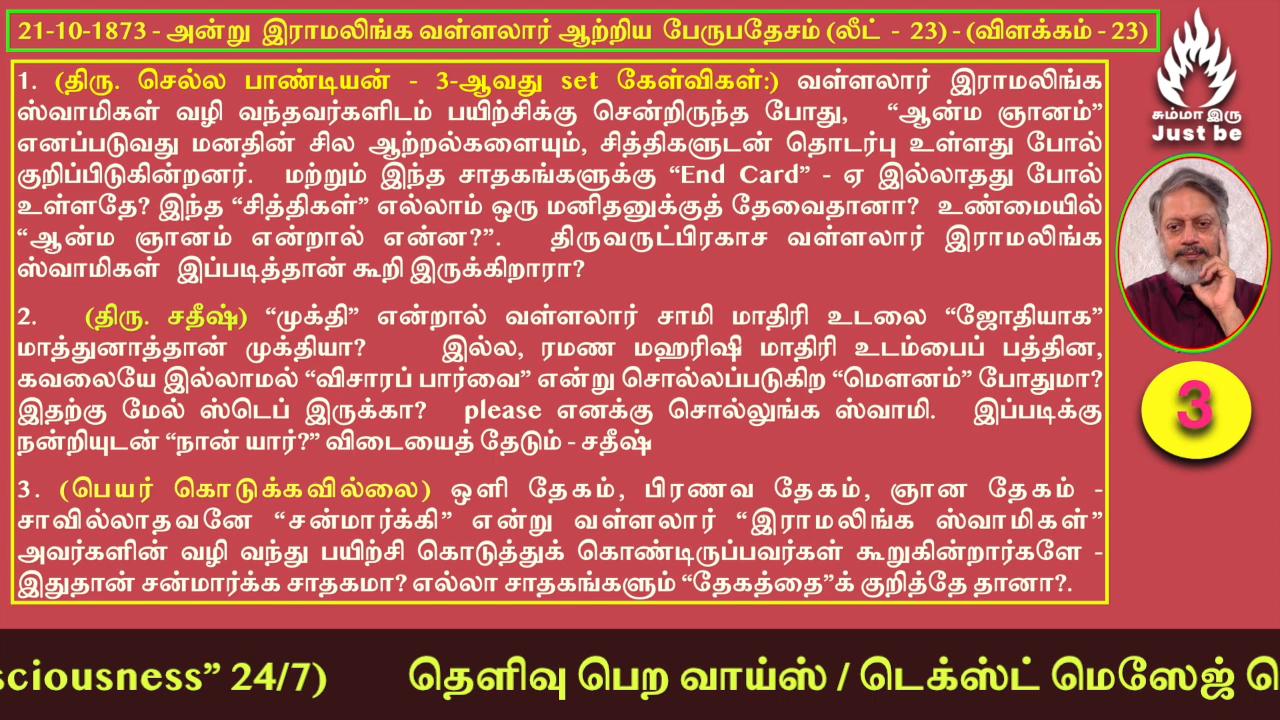 21-10-1873 - அன்று இராமலிங்க வள்ளலார் ஆற்றிய பேருபதேசம் (லீட் - 23) - (விளக்கம் - 23)
1. (திரு. செல்ல பாண்டியன் - 3-ஆவது set கேள்விகள்:) வள்ளலார் இராமலிங்க
ஸ்வாமிகள் வழி வந்தவர்களிடம் பயிற்சிக்கு சென்றிருந்த போது, “ஆன்ம ஞானம்”
எனப்படுவது மனதின் சில ஆற்றல்களையும், சித்திகளுடன் தொடர்பு உள்ளது போல்
குறிப்பிடுகின்றனர். மற்றும் இந்த சாதகங்களுக்கு “End Card” - ஏ இல்லாதது போல்
உள்ளதே? இந்த “சித்திகள்” எல்லாம் ஒரு மனிதனுக்குத் தேவைதானா? உண்மையில்
“ஆன்ம ஞானம் என்றால் என்ன?”. திருவருட்பிரகாச வள்ளலார் இராமலிங்க
ஸ்வாமிகள் இப்படித்தான் கூறி இருக்கிறாரா?
2. (திரு. சதீஷ்) “முக்தி” என்றால் வள்ளலார் சாமி மாதிரி உடலை “ஜோதியாக”
மாத்துனாத்தான் முக்தியா? இல்ல, ரமண மஹரிஷி மாதிரி உடம்பைப் பத்தின,
கவலையே இல்லாமல் “விசாரப் பார்வை” என்று சொல்லப்படுகிற “மௌனம்” போதுமா?
இதற்கு மேல் ஸ்டெப் இருக்கா? please எனக்கு சொல்லுங்க ஸ்வாமி. இப்படிக்கு
நன்றியுடன் “நான் யார்?” விடையைத் தேடும் - சதீஷ்
3. (பெயர் கொடுக்கவில்லை) ஒளி தேகம், பிரணவ தேகம், ஞான தேகம் -
சாவில்லாதவனே “சன்மார்க்கி” என்று வள்ளலார் “இராமலிங்க ஸ்வாமிகள்”
அவர்களின் வழி வந்து பயிற்சி கொடுத்துக் கொண்டிருப்பவர்கள் கூறுகின்றார்களே -
இதுதான் சன்மார்க்க சாதகமா? எல்லா சாதகங்களும் “தேகத்தை”க் குறித்தே தானா?.
சும்மா இரு
Just be
3
sciousness” 24/7) தெளிவு பெற வாய்ஸ் / டெக்ஸ்ட் மெஸேஜ்